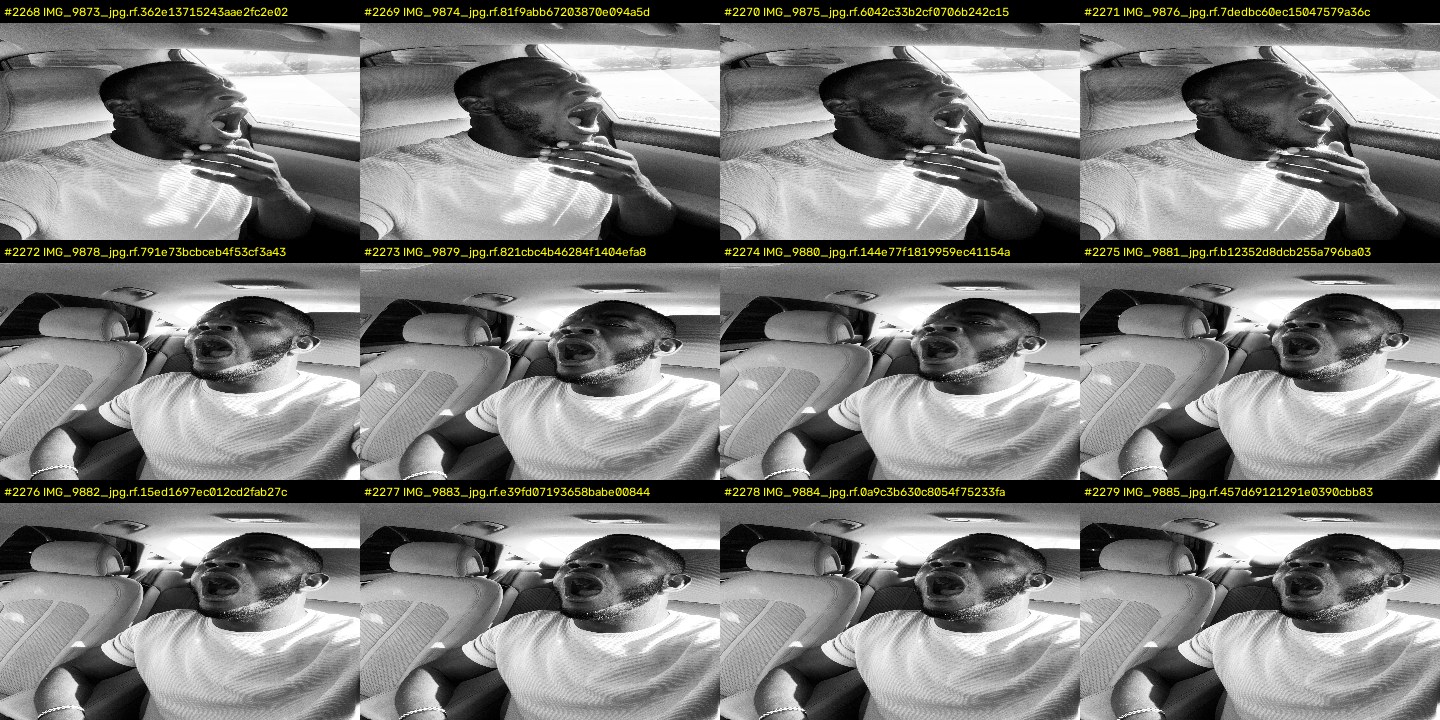 #2268 IMG_9873_jpg.rf.362e13715243aae2fc2e02
#2269 IMG_9874_jpg.rf.81f9abb67203870e094a5d
#2270 IMG_9875_jpg.rf.6042c33b2cf0706b242c15
#2271 IMG_9876_jpg.rf.7dedbc60ec15047579a36c
#2272 IMG_9878_jpg.rf.791e73bcbceb4f53cf3a43
#2273 IMG_9879_jpg.rf.821cbc4b46284f1404efa8
#2274 IMG_9880_jpg.rf.144e77f1819959ec41154a
#2275 IMG_9881_jpg.rf.b12352d8dcb255a796ba03
#2276 IMG_9882_jpg.rf.15ed1697ec012cd2fab27c
#2277 IMG_9883_jpg.rf.e39fd07193658babe00844
#2278 IMG_9884_jpg.rf.0a9c3b630c8054f75233fa
#2279 IMG_9885_jpg.rf.457d69121291e0390cbb83